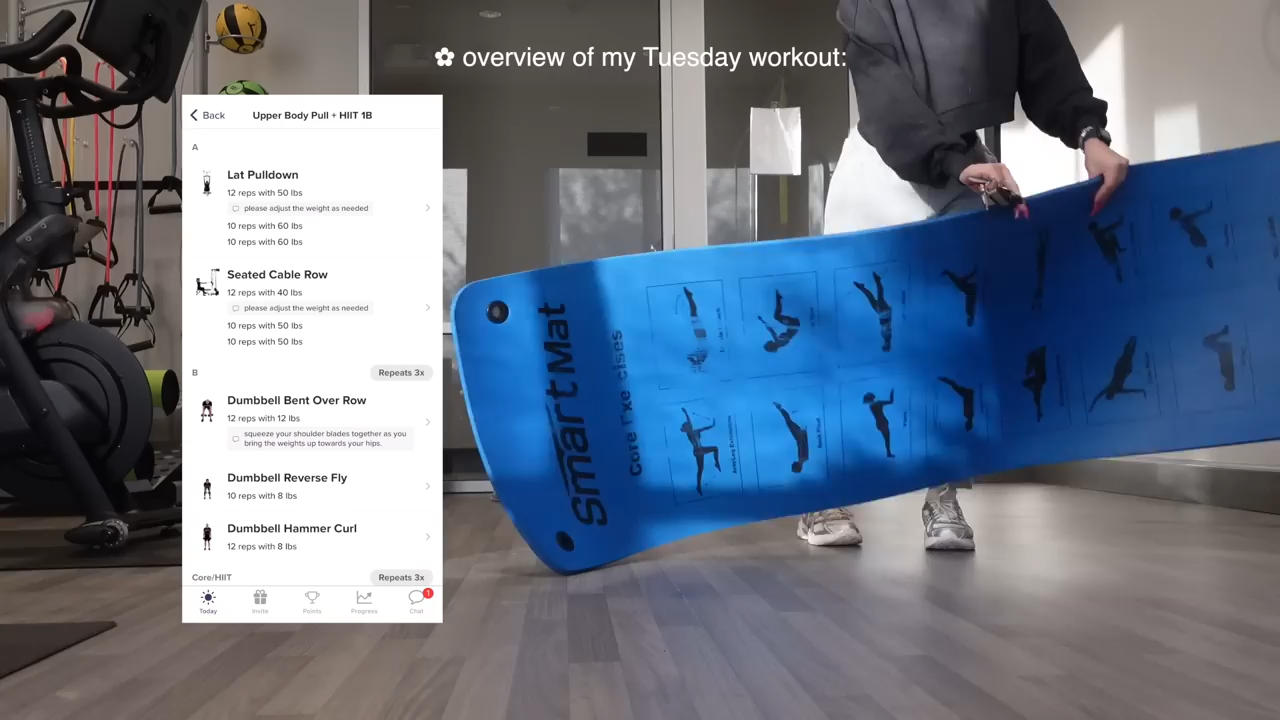 ✿ overview of my Tuesday workout:
Back
Upper Body Pull + HIIT 1B
A
Lat Pulldown
12 reps with 50 lbs
please adjust the weight as needed
10 reps with 60 lbs
10 reps with 60 lbs
Seated Cable Row
12 reps with 40 lbs
please adjust the weight as needed
10 reps with 50 lbs
10 reps with 50 lbs
B
Repeats 3x
Dumbbell Bent Over Row
12 reps with 12 lbs
squeeze your shoulder blades together as you
bring the weights up towards your hips.
Dumbbell Reverse Fly
10 reps with 8 lbs
Dumbbell Hammer Curl
12 reps with 8 lbs
Core/HIIT
Repeats 3x
Today
Invite
Points
Progress
Chat
1
SmartMat
Core Exercises